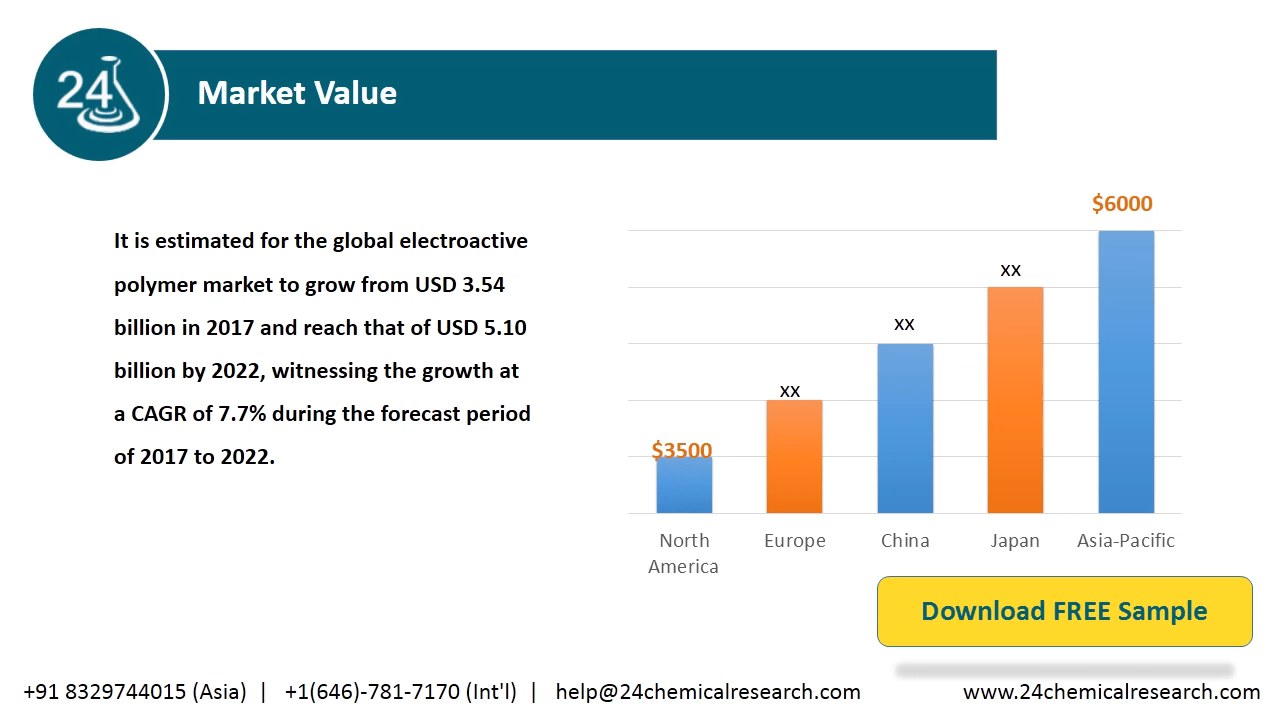 24
Market Value
It is estimated for the global electroactive
polymer market to grow from USD 3.54
billion in 2017 and reach that of USD 5.10
billion by 2022, witnessing the growth at
a CAGR of 7.7% during the forecast period
of 2017 to 2022.
$6000
xx
xx
xx
$3500
North America
Europe
China
Japan
Asia-Pacific
Download FREE Sample
+91 8329744015 (Asia) | +1(646)-781-7170 (Int'l) | help@24chemicalresearch.com www.24chemicalresearch.com